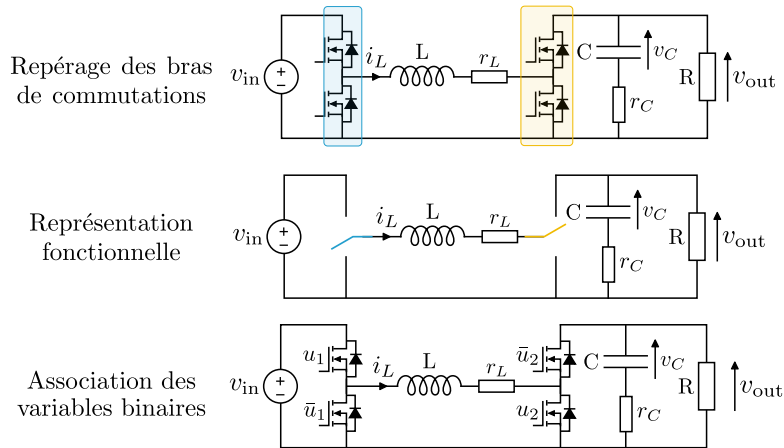 Repérage des bras
de commutations
v_in
i_L
L
r_L
C
v_C
r_C
R
v_out
Représentation
fonctionnelle
v_in
i_L
L
r_L
C
v_C
r_C
R
v_out
Association des
variables binaires
v_in
u_1
ū_1
i_L
L
r_L
ū_2
u_2
C
v_C
r_C
R
v_out